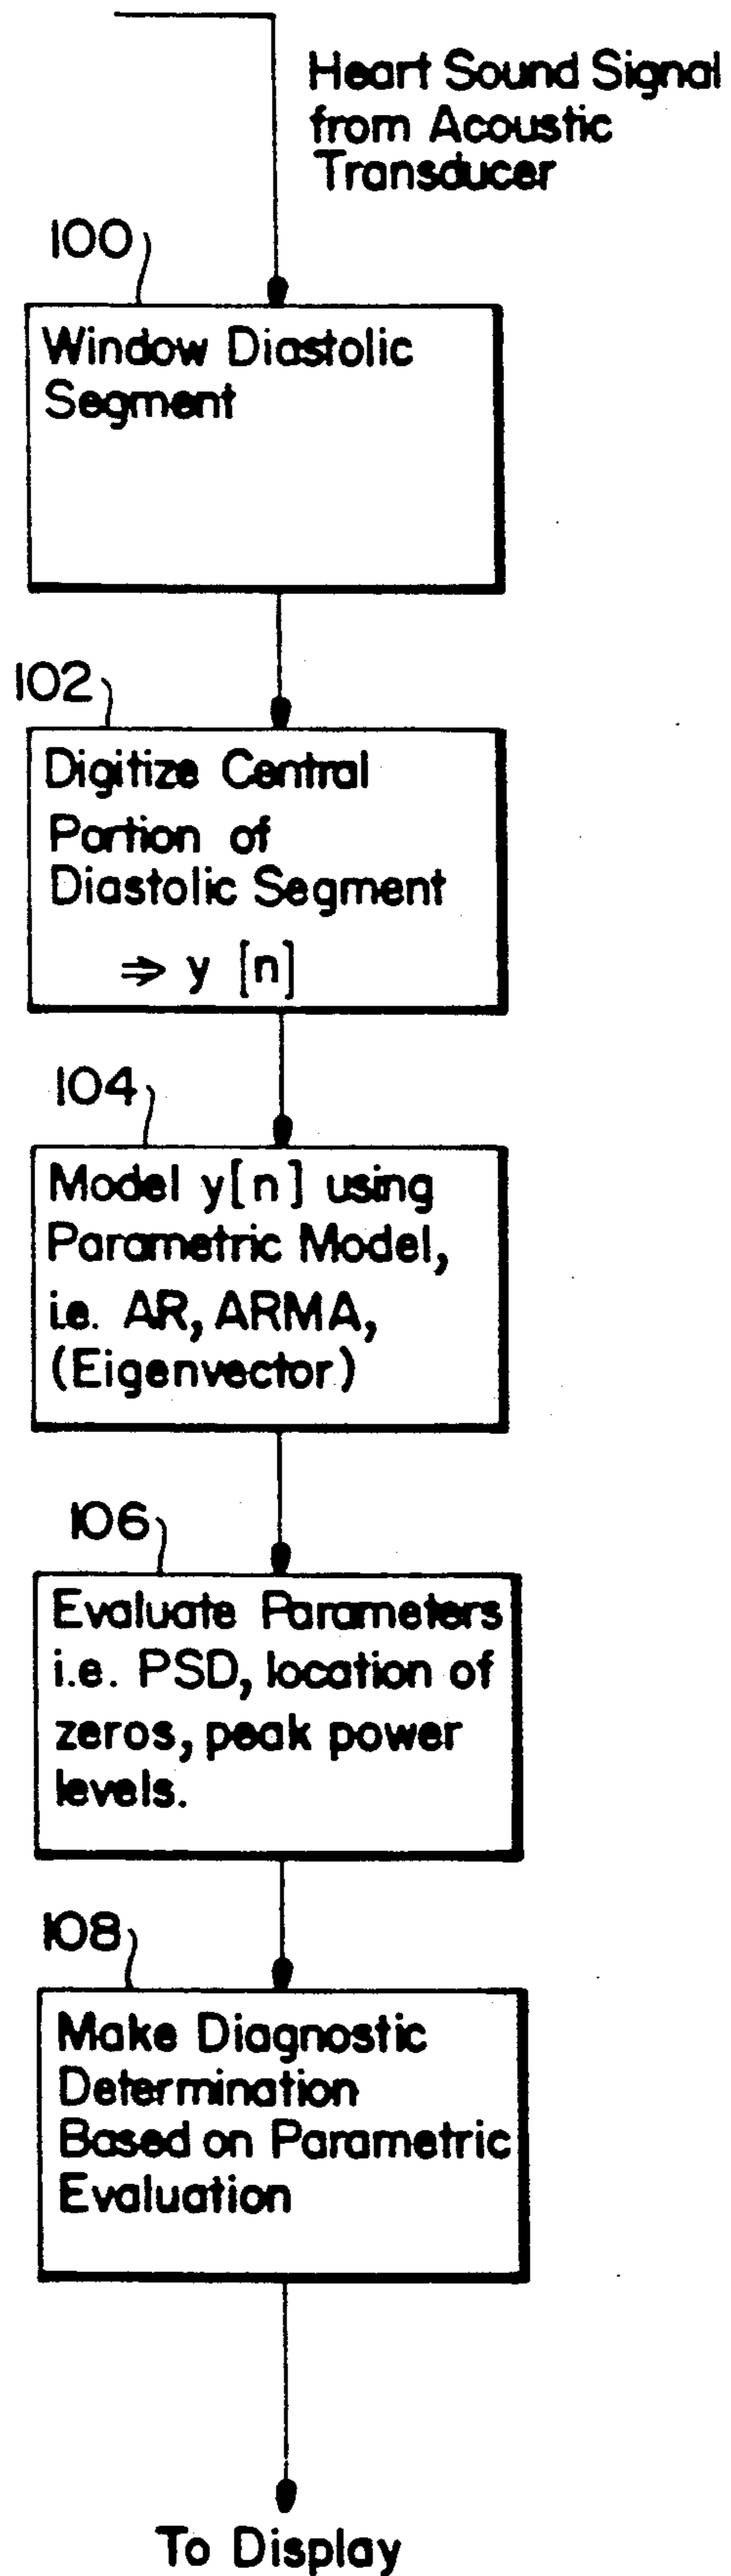 Heart Sound Signal
from Acoustic
Transducer
100
Window Diastolic
Segment
102
Digitize Central
Portion of
Diastolic Segment
⇒ y [n]
104
Model y[n] using
Parametric Model,
i.e. AR, ARMA,
(Eigenvector)
106
Evaluate Parameters
i.e. PSD, location of
zeros, peak power
levels.
108
Make Diagnostic
Determination
Based on Parametric
Evaluation
To Display